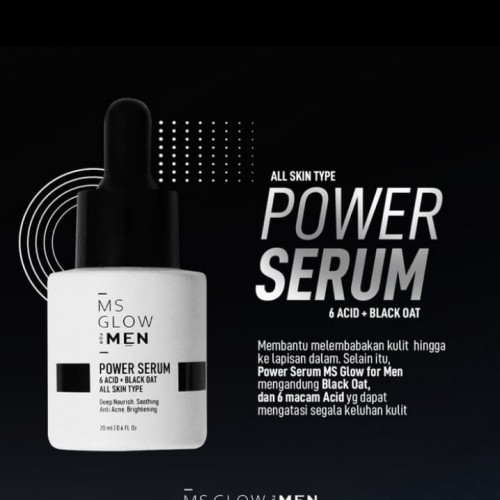 ALL SKIN TYPE
POWER
SERUM
6 ACID + BLACK OAT
Membantu melembabakan kulit hingga
ke lapisan dalam. Selain itu,
Power Serum MS Glow for Men
mengandung Black Oat,
dan 6 macam Acid yg dapat
mengatasi segala keluhan kulit
MS
GLOW
FOR MEN
POWER SERUM
6 ACID + BLACK OAT
ALL SKIN TYPE
Deep Nourish, Soothing
Anti Acne, Brightening
20 ml | 0.6 fl. Oz
MS GLOW FOR MEN